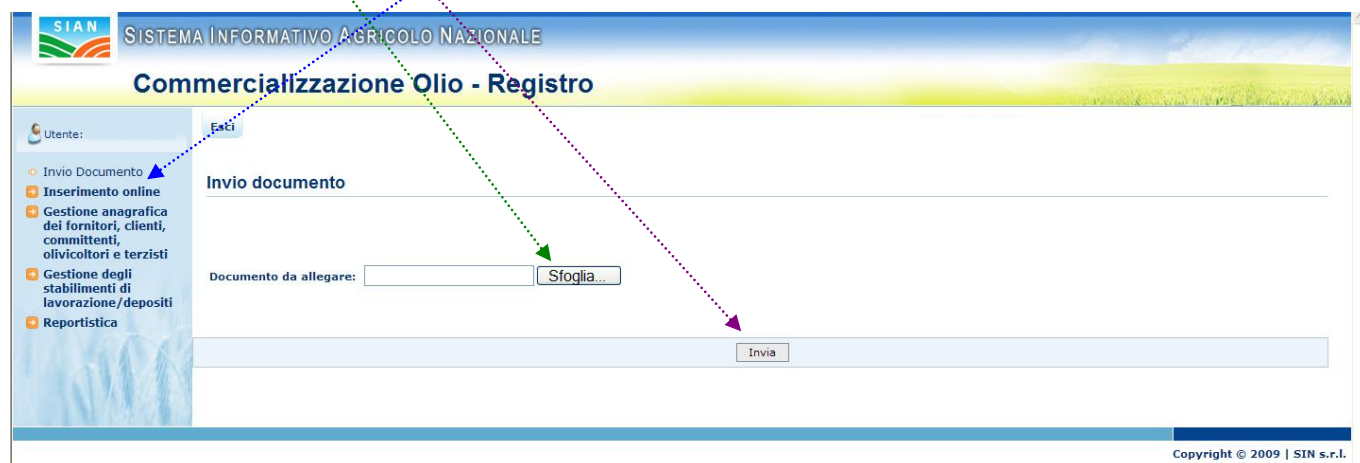 SIAN
SISTEMA INFORMATIVO AGRICOLO NAZIONALE
Commercializzazione Olio - Registro
Utente:
Esci
Invio Documento
Inserimento online
Gestione anagrafica
dei fornitori, clienti,
committenti,
olivicoltori e terzisti
Gestione degli
stabilimenti di
lavorazione/depositi
Reportistica
Invio documento
Documento da allegare:
Sfoglia...
Invia
Copyright © 2009 | SIN s.r.l.